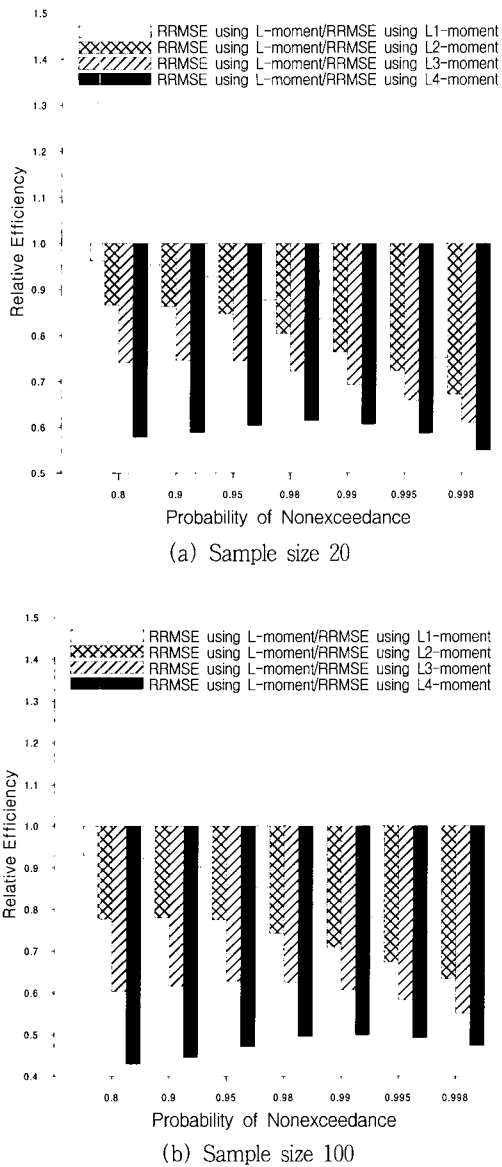 1.5
RRMSE using L-moment/RRMSE using L1-moment
RRMSE using L-moment/RRMSE using L2-moment
1.4
RRMSE using L-moment/RRMSE using L3-moment
RRMSE using L-moment/RRMSE using L4-moment
1.3
1.2
1.1
1.0
0.9
0.8
0.7
0.6
0.5
Relative Efficiency
0.8 0.9 0.95 0.98 0.99 0.995 0.998
Probability of Nonexceedance
(a) Sample size 20
1.5
RRMSE using L-moment/RRMSE using L1-moment
RRMSE using L-moment/RRMSE using L2-moment
1.4
RRMSE using L-moment/RRMSE using L3-moment
RRMSE using L-moment/RRMSE using L4-moment
1.3
1.2
1.1
1.0
0.9
0.8
0.7
0.6
0.5
0.4
Relative Efficiency
0.8 0.9 0.95 0.98 0.99 0.995 0.998
Probability of Nonexceedance
(b) Sample size 100